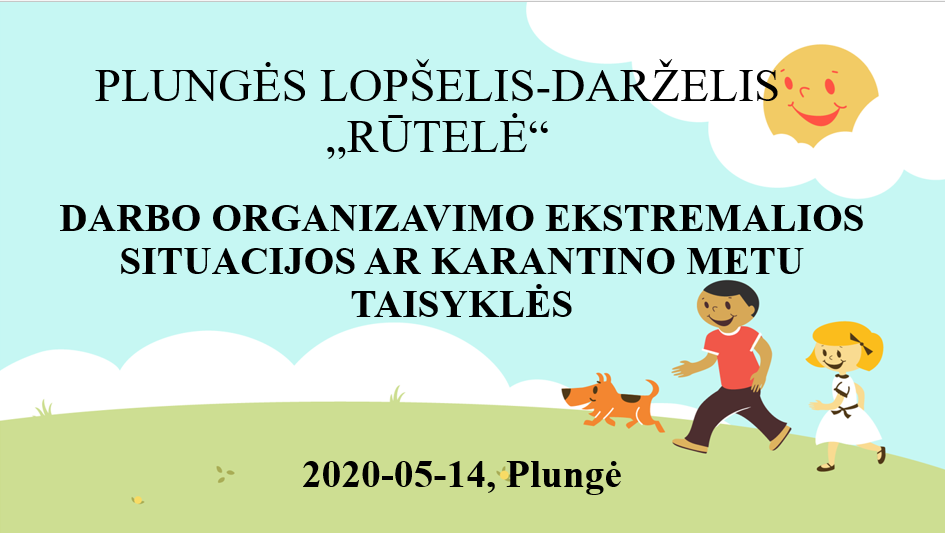 PLUNGĖS LOPŠELIS-DARŽELIS
„RŪTELĖ“
DARBO ORGANIZAVIMO EKSTREMALIOS
SITUACIJOS AR KARANTINO METU
TAISYKLĖS
2020-05-14, Plungė